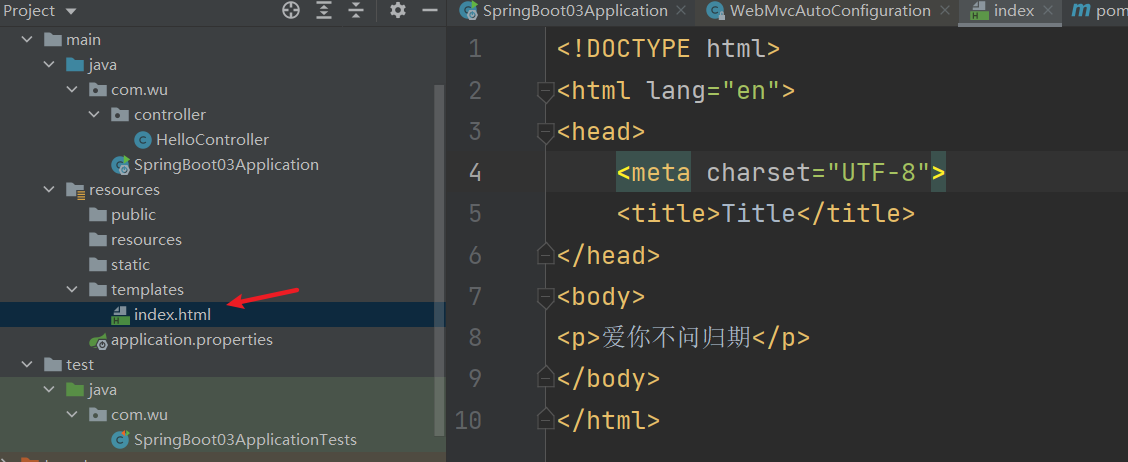 Project
main
java
com.wu
controller
HelloController
SpringBoot03Application
resources
public
resources
static
templates
index.html
application.properties
test
java
com.wu
SpringBoot03ApplicationTests
SpringBoot03Application WebMvcAutoConfiguration index pom
1 <!DOCTYPE html>
2 <html lang="en">
3 <head>
4 <meta charset="UTF-8">
5 <title>Title</title>
6 </head>
7 <body>
8 <p>爱你不问归期</p>
9 </body>
10 </html>